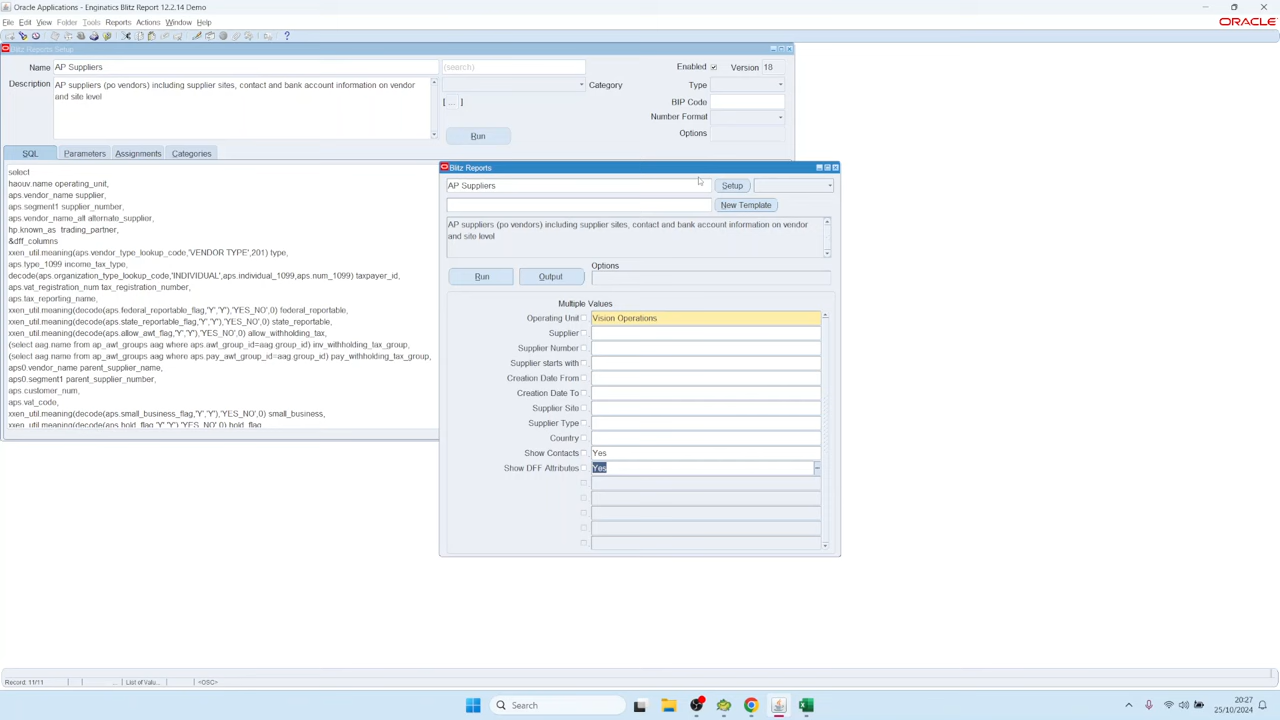 Oracle Applications - Enginatics Blitz Report 12.2.14 Demo
File Edit View Folder Tools Reports Actions Window Help
ORACLE
Blitz Reports Setup
Name AP Suppliers (search) Enabled Version 18
Description AP suppliers (po vendors) including supplier sites, contact and bank account information on vendor and site level
Category Type
[ ... ] BIP Code
Number Format
Run Options
SQL Parameters Assignments Categories
select
haouv.name operating_unit,
aps.vendor_name supplier,
aps.segment1 supplier_number,
aps.vendor_name_alt alternate_supplier,
hp.known_as trading_partner,
&dff_columns
xxen_util.meaning(aps.vendor_type_lookup_code,'VENDOR TYPE',201) type,
aps.type_1099 income_tax_type,
decode(aps.organization_type_lookup_code,'INDIVIDUAL',aps.individual_1099,aps.num_1099) taxpayer_id,
aps.vat_registration_num tax_registration_number,
aps.tax_reporting_name,
xxen_util.meaning(decode(aps.federal_reportable_flag,'Y','Y'),'YES_NO',0) federal_reportable,
xxen_util.meaning(decode(aps.state_reportable_flag,'Y','Y'),'YES_NO',0) state_reportable,
xxen_util.meaning(decode(aps.allow_awt_flag,'Y','Y'),'YES_NO',0) allow_withholding_tax,
(select aag.name from ap_awt_groups aag where aps.awt_group_id=aag.group_id) inv_withholding_tax_group,
(select aag.name from ap_awt_groups aag where aps.pay_awt_group_id=aag.group_id) pay_withholding_tax_group,
aps0.vendor_name parent_supplier_name,
aps0.segment1 parent_supplier_number,
aps.customer_num,
aps.vat_code,
xxen_util.meaning(decode(aps.small_business_flag,'Y','Y'),'YES_NO',0) small_business,
xxen_util.meaning(decode(aps.hold_flag,'Y','Y'),'YES_NO',0) hold_flag
Blitz Reports
AP Suppliers Setup
New Template
AP suppliers (po vendors) including supplier sites, contact and bank account information on vendor
and site level
Options
Run Output
Multiple Values
Operating Unit Vision Operations
Supplier
Supplier Number
Supplier starts with
Creation Date From
Creation Date To
Supplier Site
Supplier Type
Country
Show Contacts Yes
Show DFF Attributes Yes
Record: 11/11 ... List of Valu... <OSC>
Search
20:27
25/10/2024